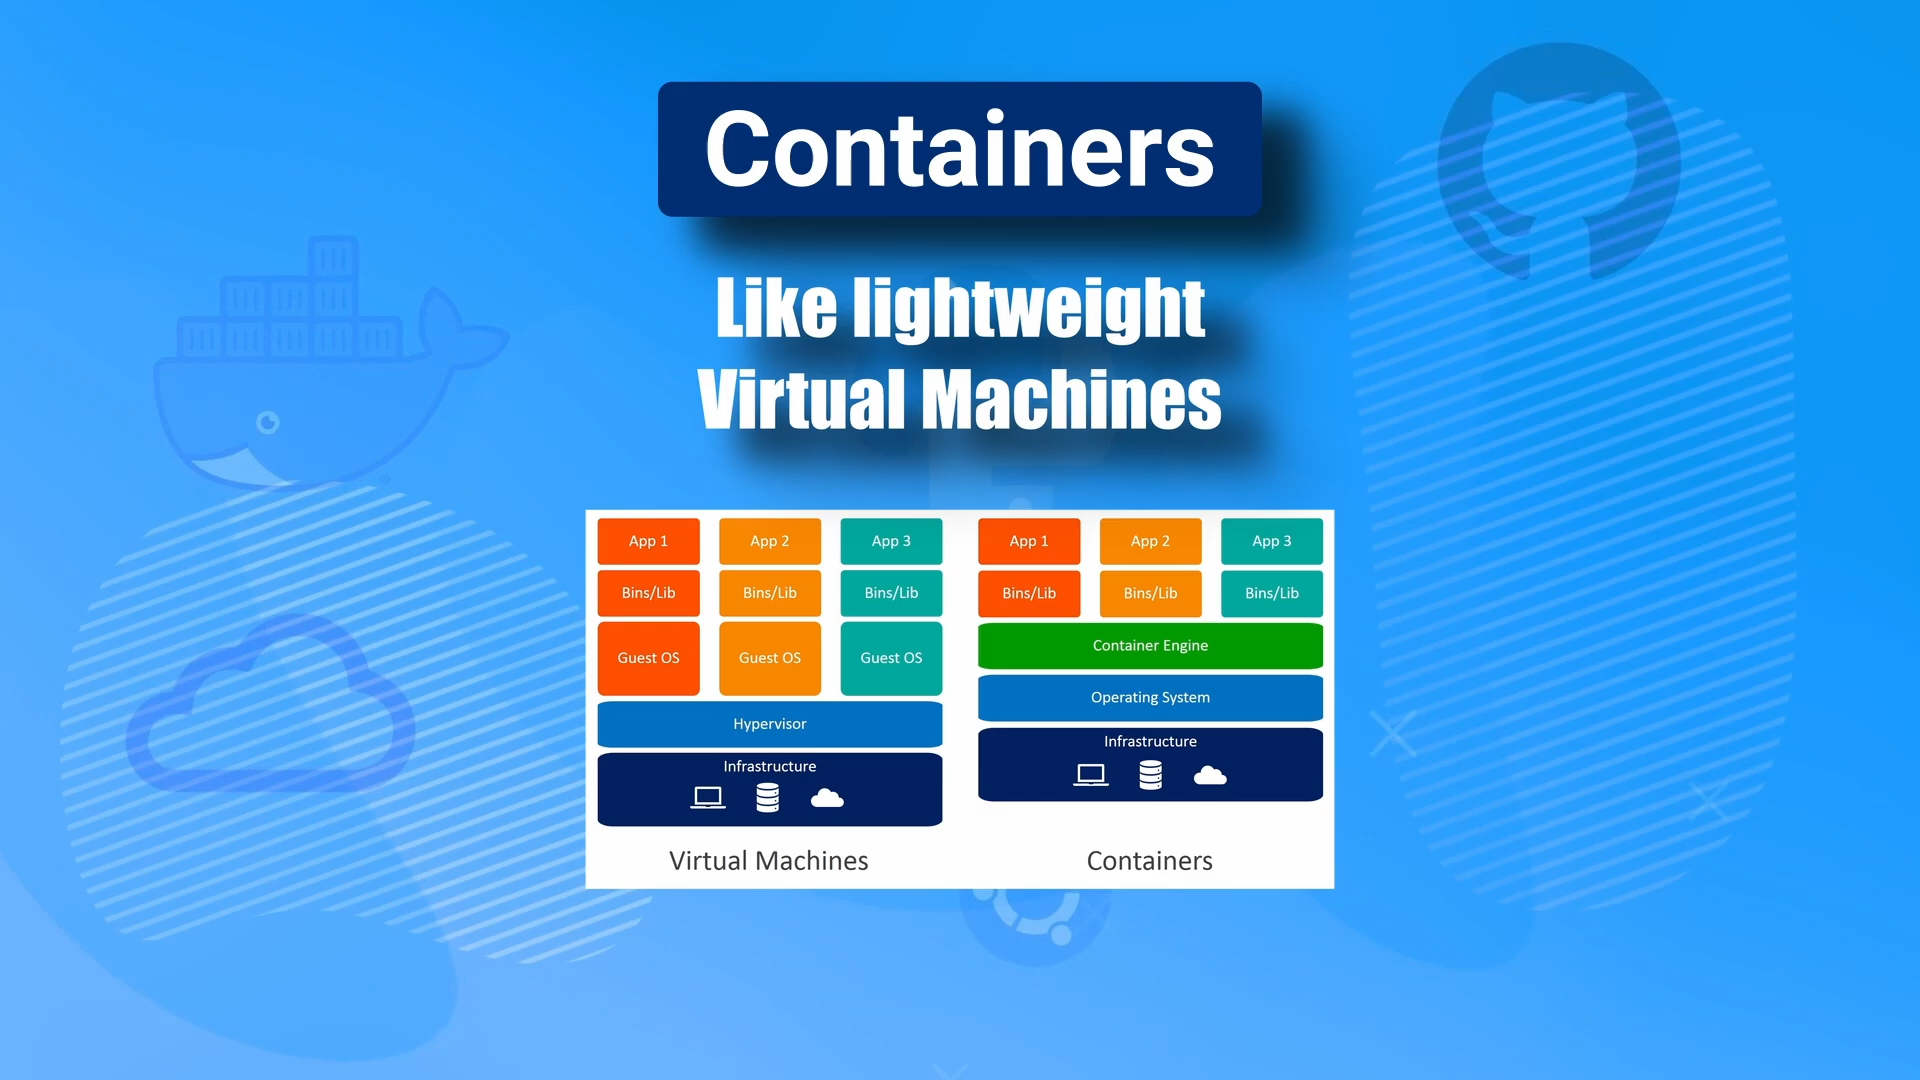 Containers
Like lightweight
Virtual Machines
App 1
App 2
App 3
Bins/Lib
Bins/Lib
Bins/Lib
Guest OS
Guest OS
Guest OS
Hypervisor
Infrastructure
Virtual Machines
App 1
App 2
App 3
Bins/Lib
Bins/Lib
Bins/Lib
Container Engine
Operating System
Infrastructure
Containers